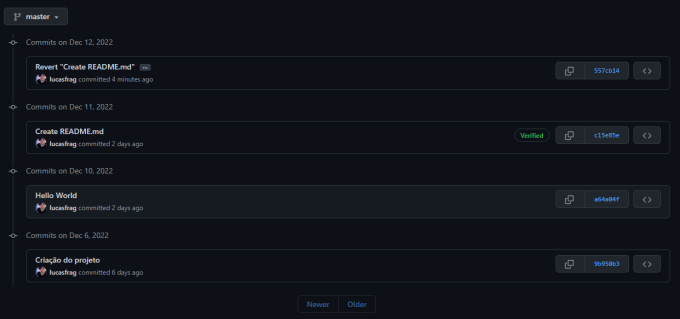 master
Commits on Dec 12, 2022
Revert "Create README.md" ...
lucasfrag committed 4 minutes ago
557cb14
Commits on Dec 11, 2022
Create README.md
lucasfrag committed 2 days ago
Verified
c15e85e
Commits on Dec 10, 2022
Hello World
lucasfrag committed 2 days ago
a64a04f
Commits on Dec 6, 2022
Criação do projeto
lucasfrag committed 6 days ago
9b950b3
Newer Older